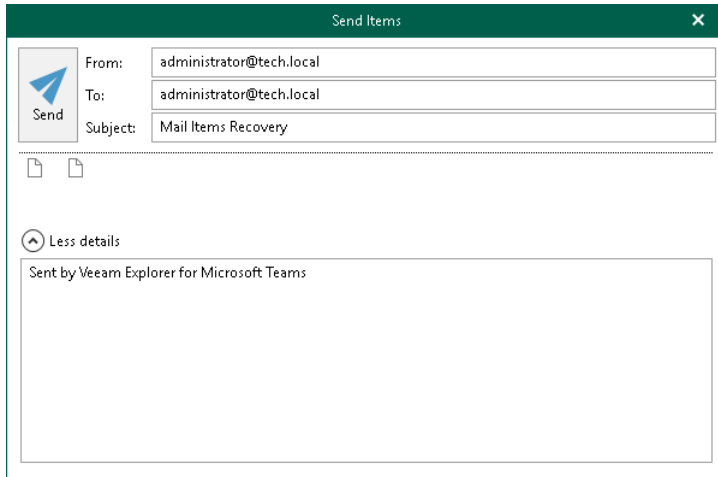 Send Items
From: administrator@tech.local
To: administrator@tech.local
Send
Subject: Mail Items Recovery
Less details
Sent by Veeam Explorer for Microsoft Teams